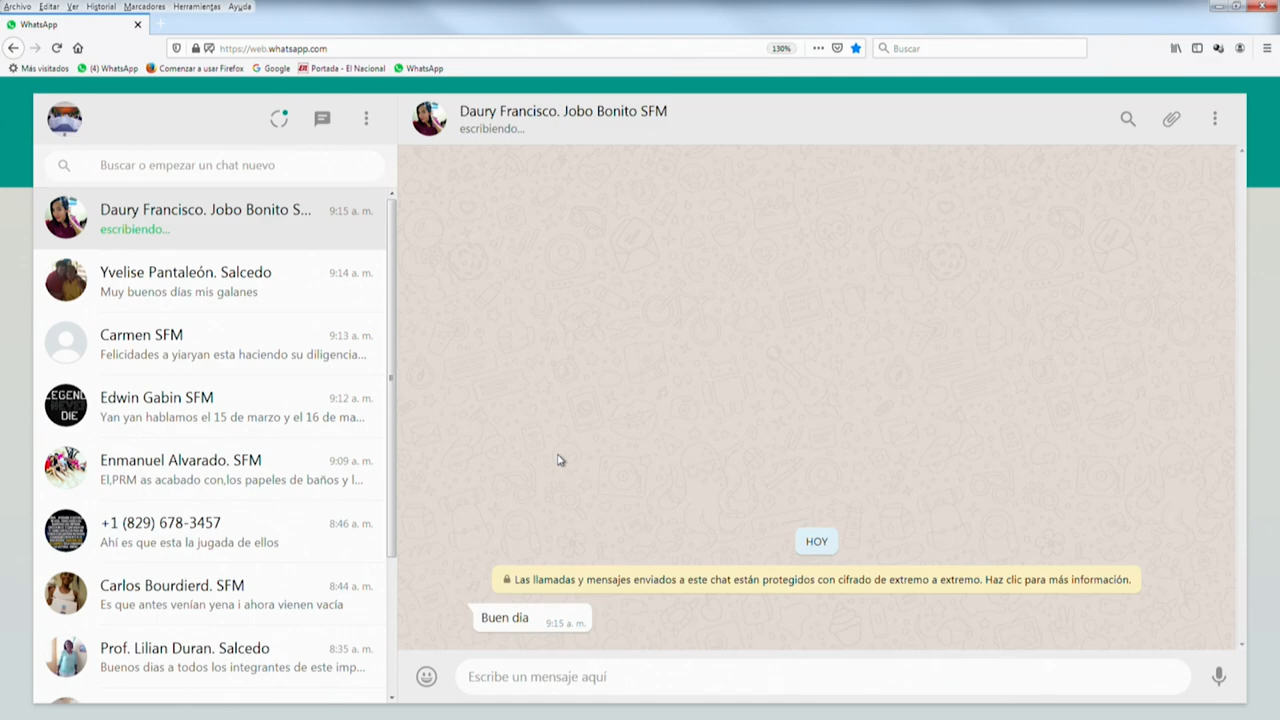 Archivo Editar Ver Historial Marcadores Herramientas Ayuda
WhatsApp
https://web.whatsapp.com
130%
Buscar
Más visitados
(4) WhatsApp
Comenzar a usar Firefox
Google
Portada - El Nacional
WhatsApp
Buscar o empezar un chat nuevo
Daury Francisco. Jobo Bonito S... 9:15 a. m.
escribiendo...
Yvelise Pantaleón. Salcedo 9:14 a. m.
Muy buenos días mis galanes
Carmen SFM 9:13 a. m.
Felicidades a yiaryan esta haciendo su diligencia...
LEGEND
NEVER
DIE
Edwin Gabin SFM 9:12 a. m.
Yan yan hablamos el 15 de marzo y el 16 de ma...
Enmanuel Alvarado. SFM 9:09 a. m.
El,PRM as acabado con,los papeles de baños y l...
+1 (829) 678-3457 8:46 a. m.
Ahí es que esta la jugada de ellos
Carlos Bourdierd. SFM 8:44 a. m.
Es que antes venían yena i ahora vienen vacía
Prof. Lilian Duran. Salcedo 8:35 a. m.
Buenos dias a todos los integrantes de este imp...
Daury Francisco. Jobo Bonito SFM
escribiendo...
HOY
Las llamadas y mensajes enviados a este chat están protegidos con cifrado de extremo a extremo. Haz clic para más información.
Buen dia 9:15 a. m.
Escribe un mensaje aquí